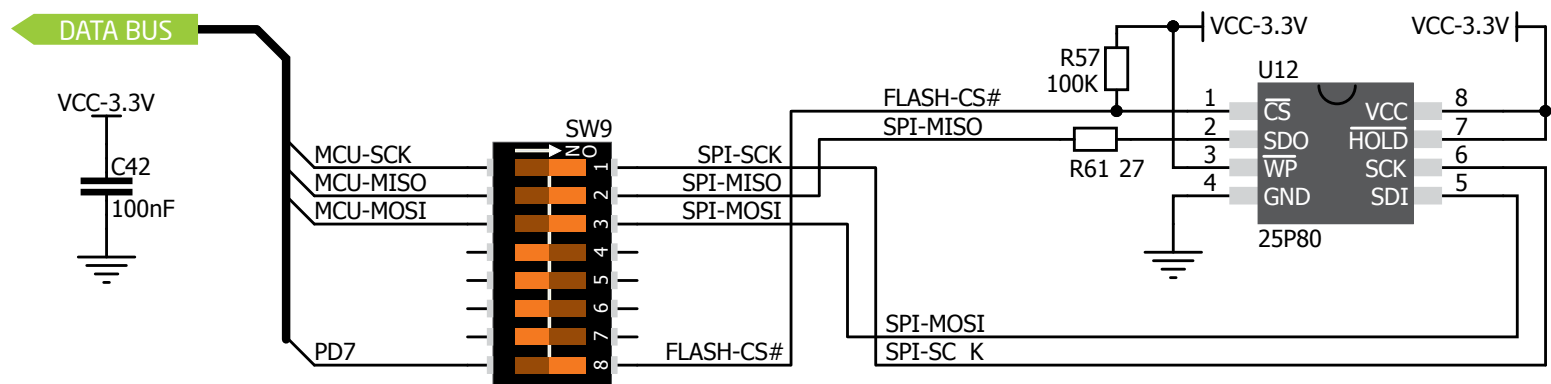 DATA BUS
VCC-3.3V
C42
100nF
MCU-SCK
MCU-MISO
MCU-MOSI
PD7
SW9
ON
1
2
3
4
5
6
7
8
SPI-SCK
SPI-MISO
SPI-MOSI
FLASH-CS#
FLASH-CS#
SPI-MISO
SPI-MOSI
SPI-SC K
R57
100K
R61 27
VCC-3.3V
VCC-3.3V
U12
1 CS VCC 8
2 SDO HOLD 7
3 WP SCK 6
4 GND SDI 5
25P80